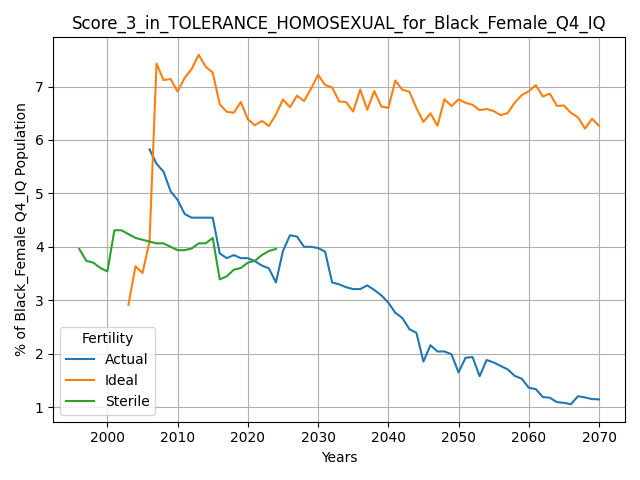 Score_3_in_TOLERANCE_HOMOSEXUAL_for_Black_Female_Q4_IQ
% of Black_Female Q4_IQ Population
7
6
5
4
3
2
1
Fertility
Actual
Ideal
Sterile
2000 2010 2020 2030 2040 2050 2060 2070
Years